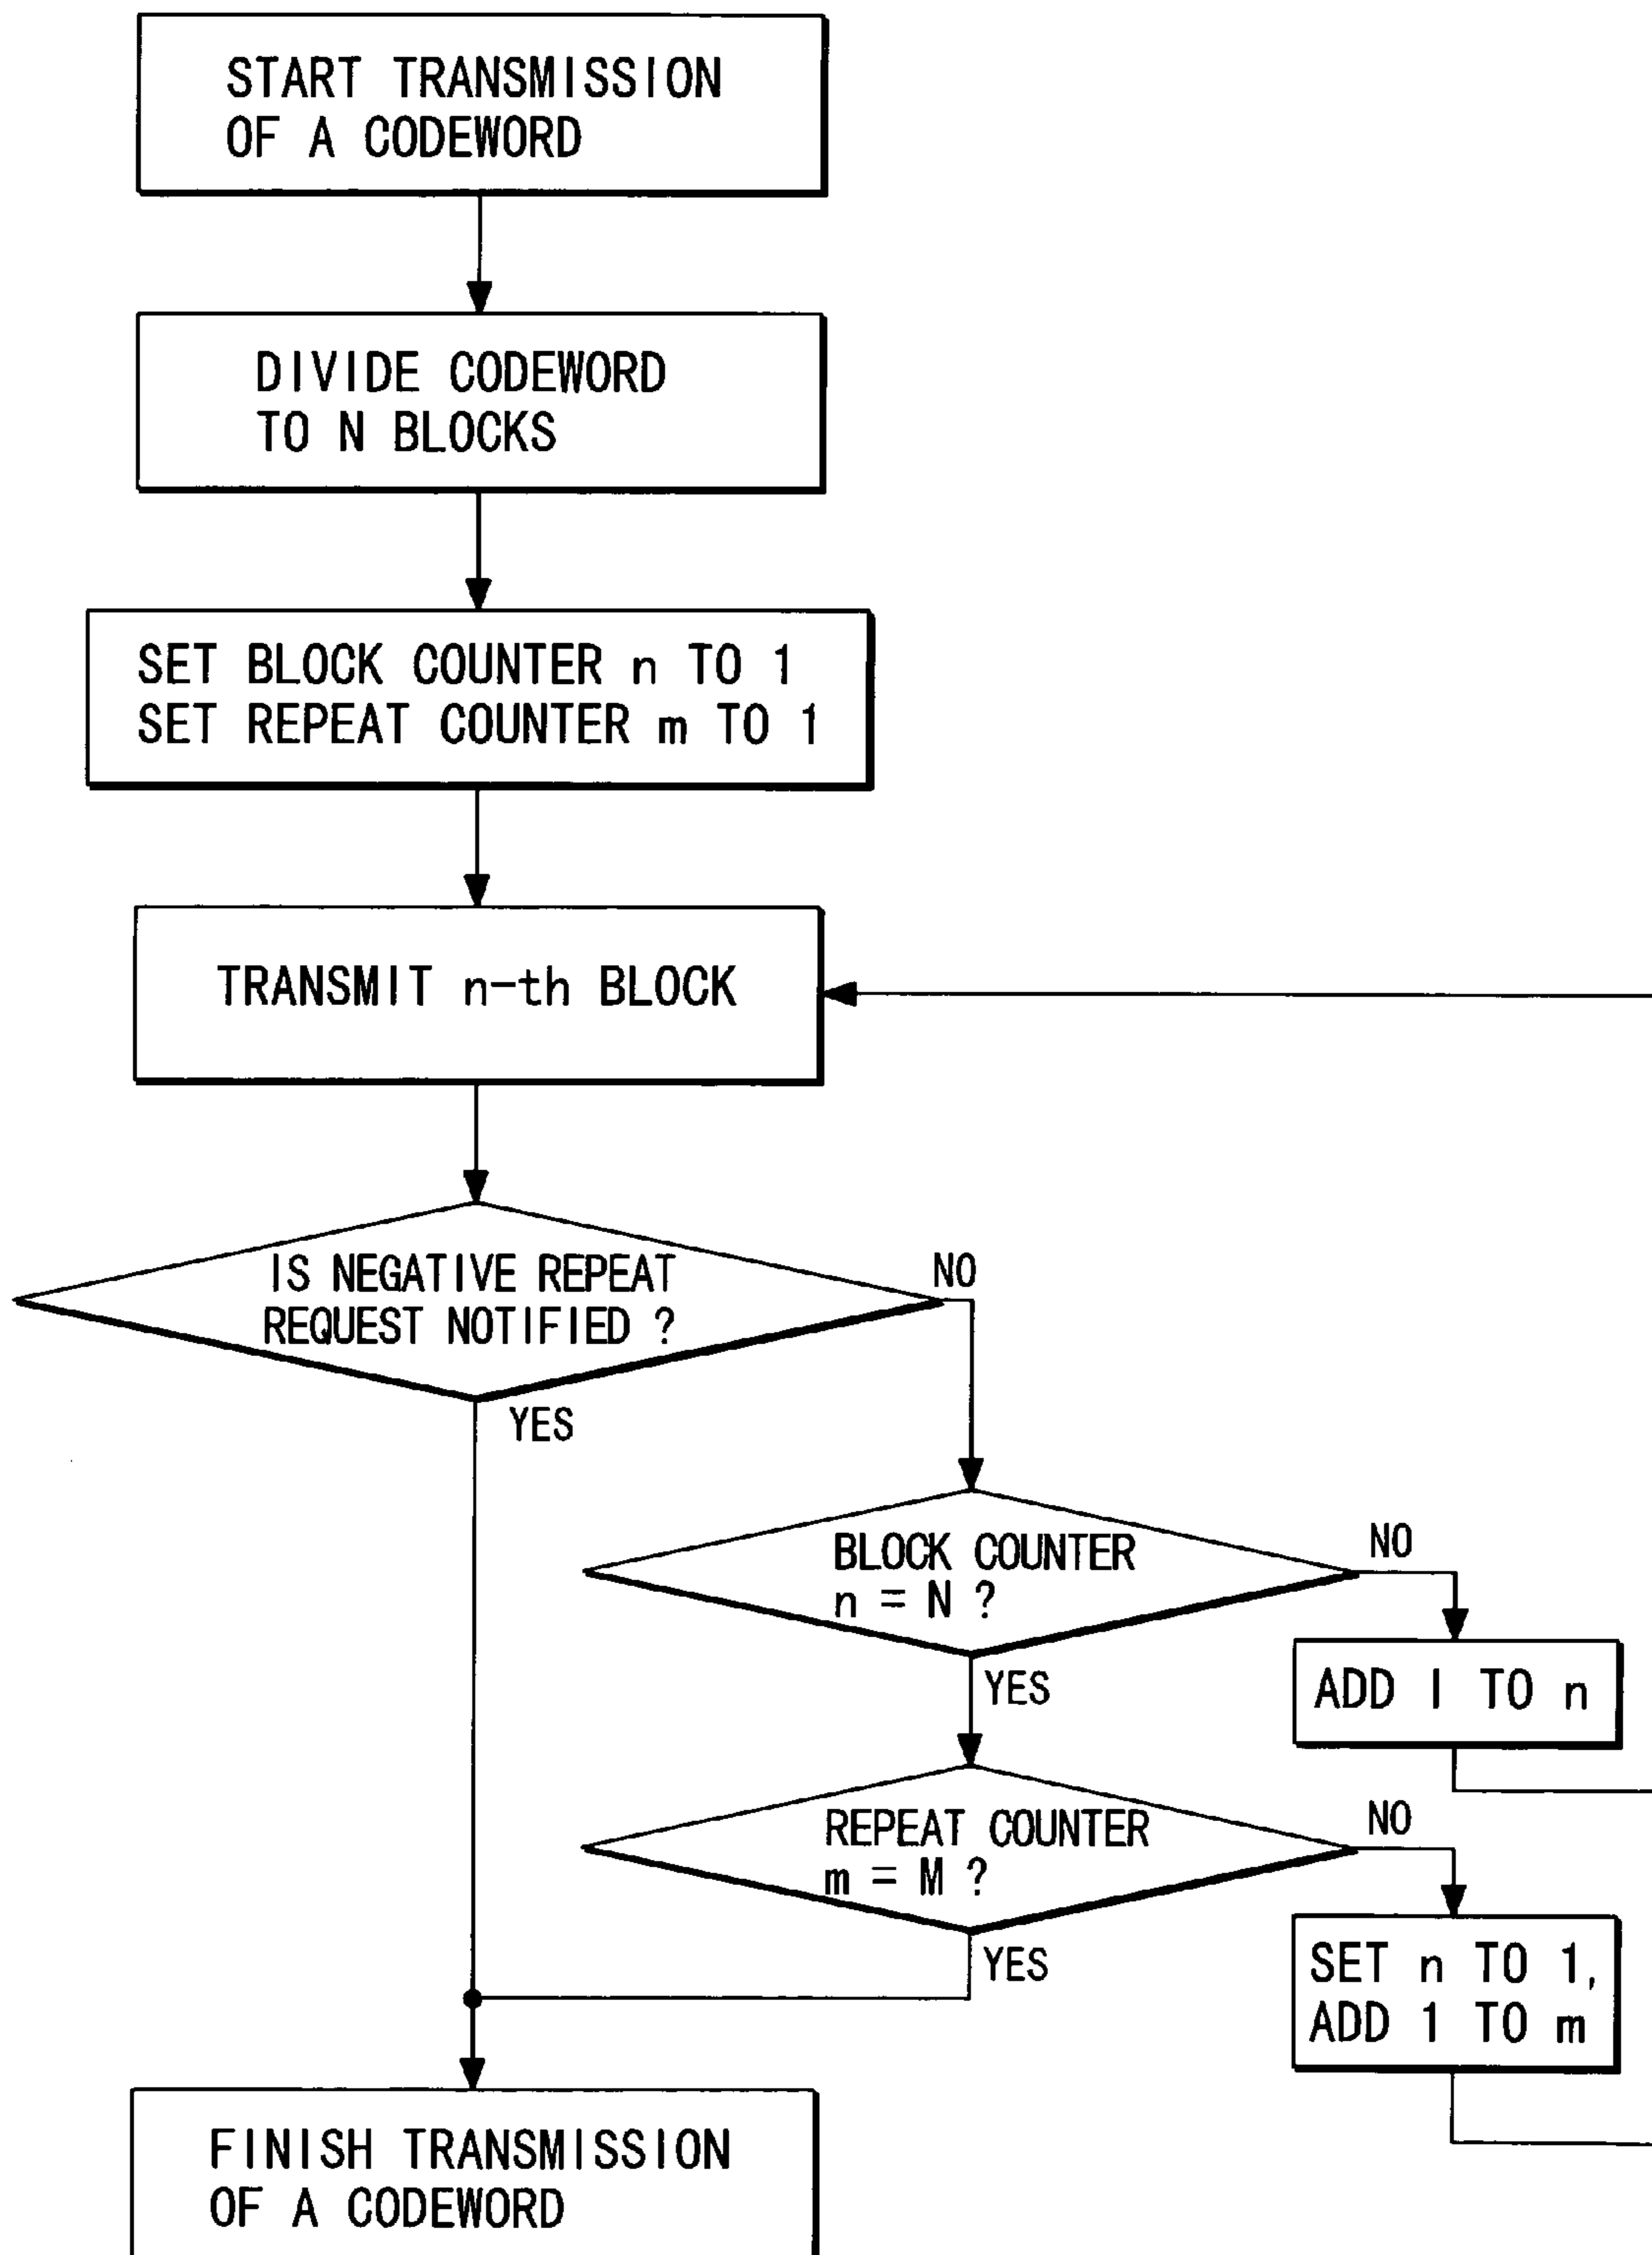 START TRANSMISSION
OF A CODEWORD
DIVIDE CODEWORD
TO N BLOCKS
SET BLOCK COUNTER n TO 1
SET REPEAT COUNTER m TO 1
TRANSMIT n-th BLOCK
IS NEGATIVE REPEAT
REQUEST NOTIFIED ?
NO
YES
BLOCK COUNTER
n = N ?
NO
YES
ADD 1 TO n
REPEAT COUNTER
m = M ?
NO
YES
SET n TO 1,
ADD 1 TO m
FINISH TRANSMISSION
OF A CODEWORD